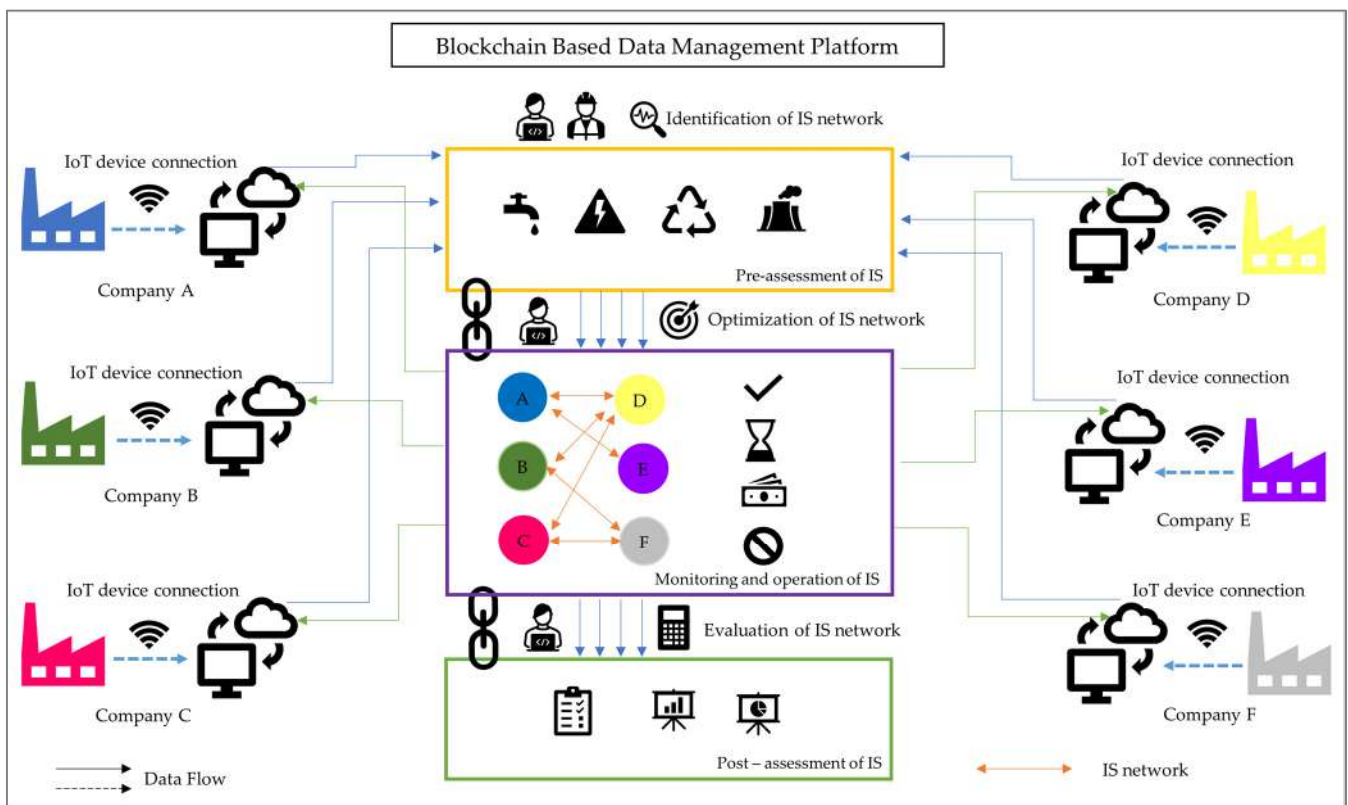 Blockchain Based Data Management Platform
Identification of IS network
IoT device connection
Company A
IoT device connection
Company D
Pre-assessment of IS
Optimization of IS network
IoT device connection
Company B
IoT device connection
Company E
A
D
B
E
C
F
Monitoring and operation of IS
IoT device connection
Company C
IoT device connection
Company F
Evaluation of IS network
Post – assessment of IS
Data Flow
IS network